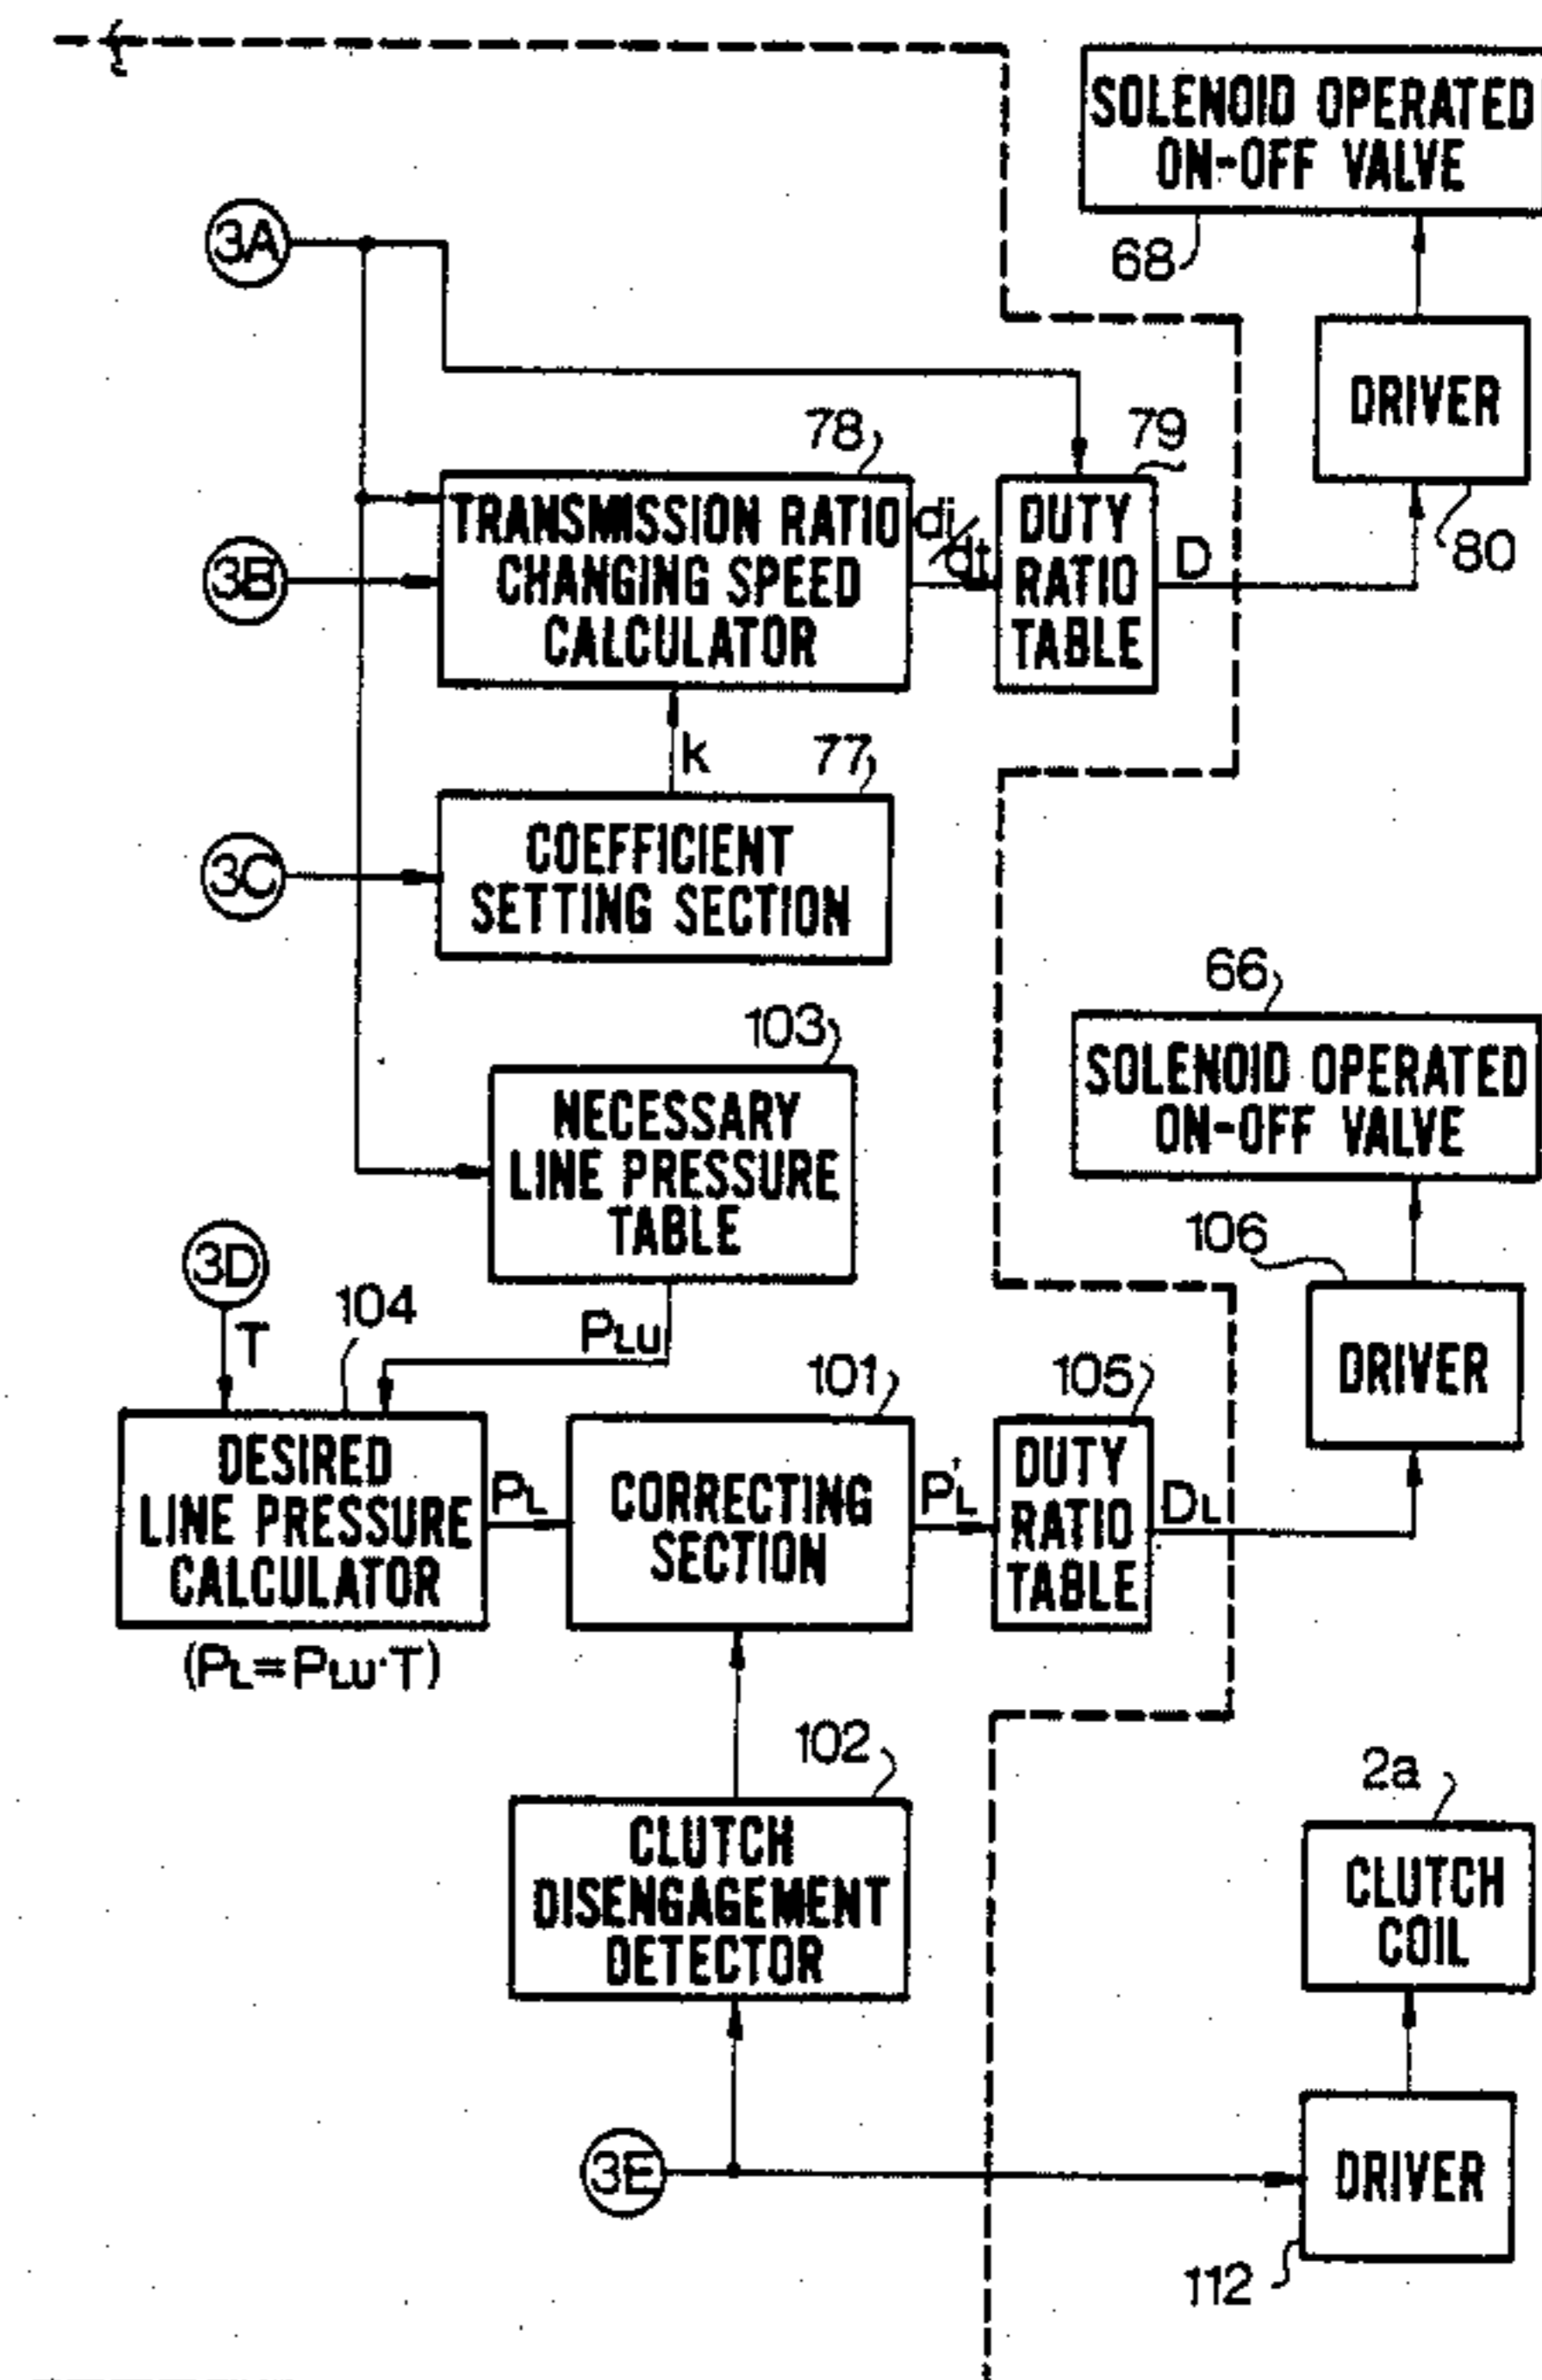 SOLENOID OPERATED
ON-OFF VALVE
68
3A
DRIVER
80
78
79
TRANSMISSION RATIO
CHANGING SPEED
CALCULATOR
di/dt
DUTY
RATIO
TABLE
D
3B
k
77
3C
COEFFICIENT
SETTING SECTION
66
SOLENOID OPERATED
ON-OFF VALVE
103
NECESSARY
LINE PRESSURE
TABLE
106
DRIVER
3D
T
104
PLU
101
105
DESIRED
LINE PRESSURE
CALCULATOR
(PL=PLU·T)
PL
CORRECTING
SECTION
PL'
DUTY
RATIO
TABLE
DL
102
CLUTCH
DISENGAGEMENT
DETECTOR
2a
CLUTCH
COIL
3E
DRIVER
112